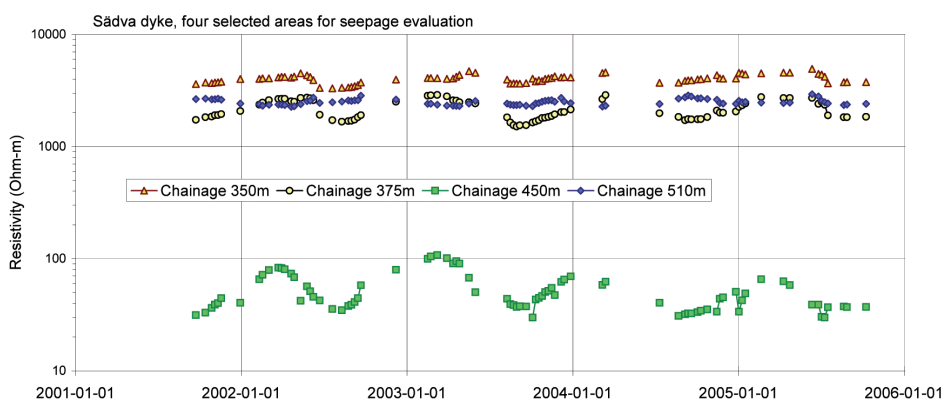 Sädva dyke, four selected areas for seepage evaluation
10000
1000
100
10
Resistivity (Ohm-m)
Chainage 350m Chainage 375m Chainage 450m Chainage 510m
2001-01-01 2002-01-01 2003-01-01 2004-01-01 2005-01-01 2006-01-01